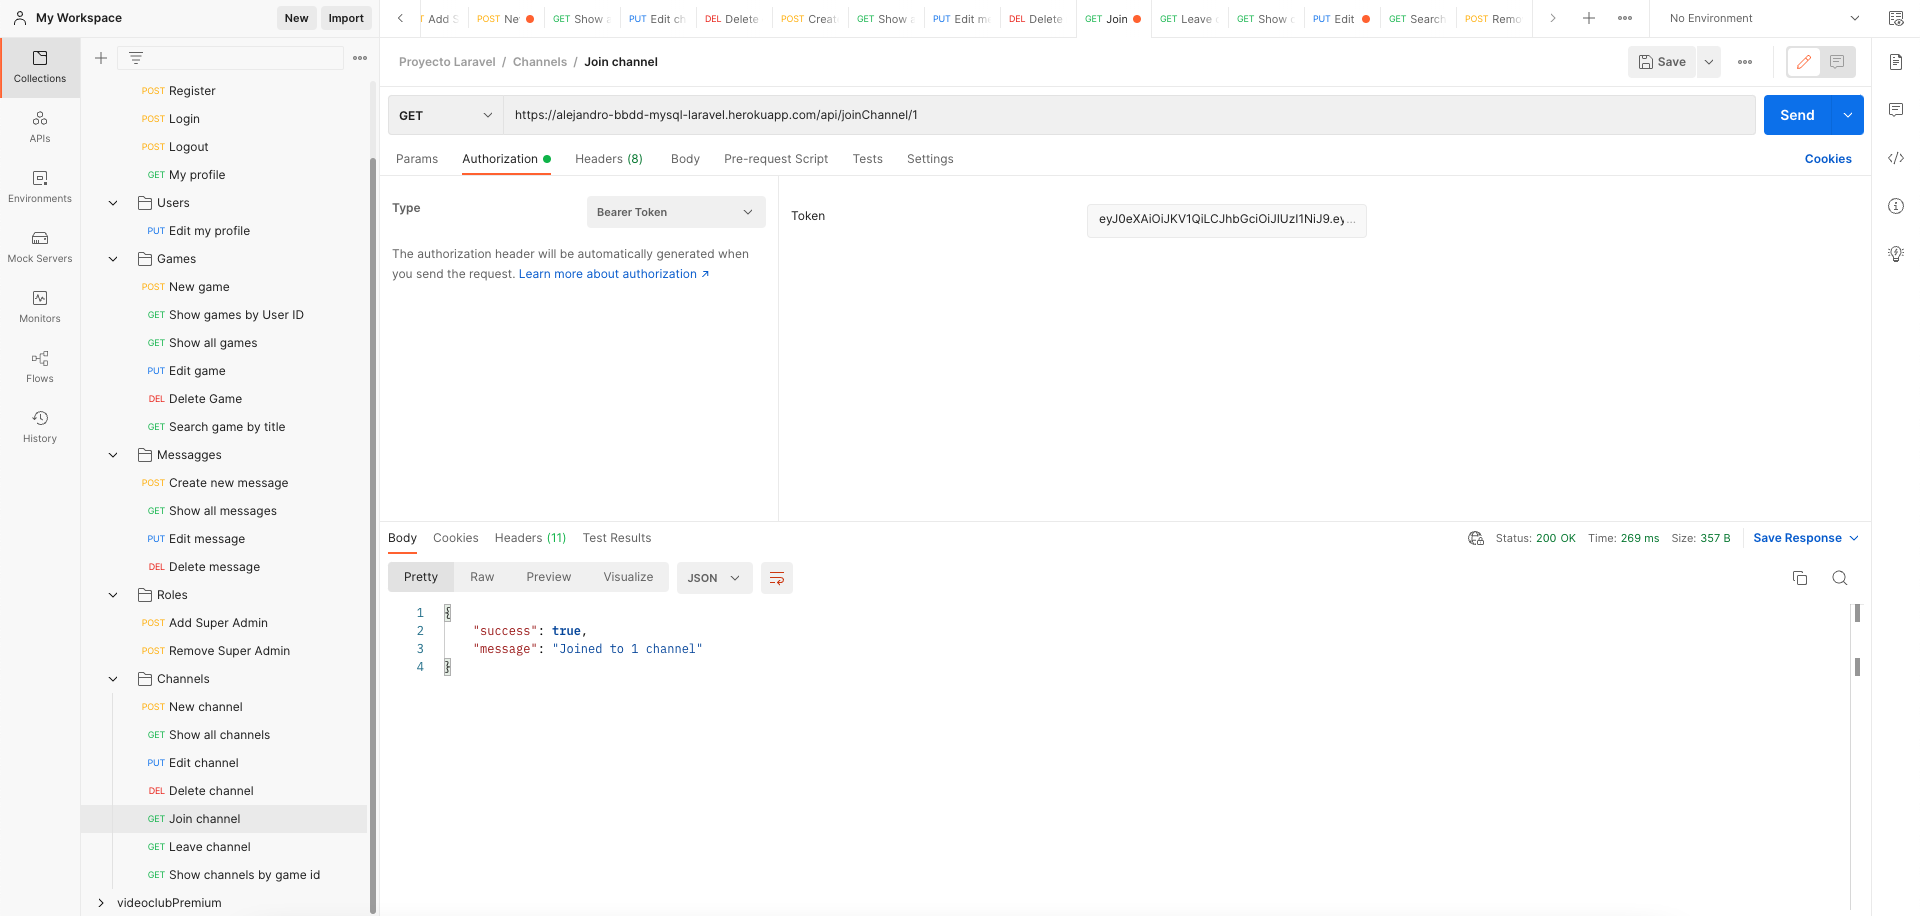 My Workspace
New
Import
Add S
POST Ne
GET Show a
PUT Edit ch
DEL Delete
POST Creat
GET Show a
PUT Edit me
DEL Delete
GET Join
GET Leave c
GET Show c
PUT Edit
GET Search
POST Remo
No Environment
Collections
APIs
Environments
Mock Servers
Monitors
Flows
History
POST Register
POST Login
POST Logout
GET My profile
Users
PUT Edit my profile
Games
POST New game
GET Show games by User ID
GET Show all games
PUT Edit game
DEL Delete Game
GET Search game by title
Messagges
POST Create new message
GET Show all messages
PUT Edit message
DEL Delete message
Roles
POST Add Super Admin
POST Remove Super Admin
Channels
POST New channel
GET Show all channels
PUT Edit channel
DEL Delete channel
GET Join channel
GET Leave channel
GET Show channels by game id
videoclubPremium
Proyecto Laravel / Channels / Join channel
Save
GET
https://alejandro-bbdd-mysql-laravel.herokuapp.com/api/joinChannel/1
Send
Params
Authorization
Headers (8)
Body
Pre-request Script
Tests
Settings
Cookies
Type
Bearer Token
The authorization header will be automatically generated when
you send the request. Learn more about authorization ↗
Token
eyJ0eXAiOiJKV1QiLCJhbGciOiJIUzI1NiJ9.ey...
Body
Cookies
Headers (11)
Test Results
Status: 200 OK
Time: 269 ms
Size: 357 B
Save Response
Pretty
Raw
Preview
Visualize
JSON
1 {
2 "success": true,
3 "message": "Joined to 1 channel"
4 }